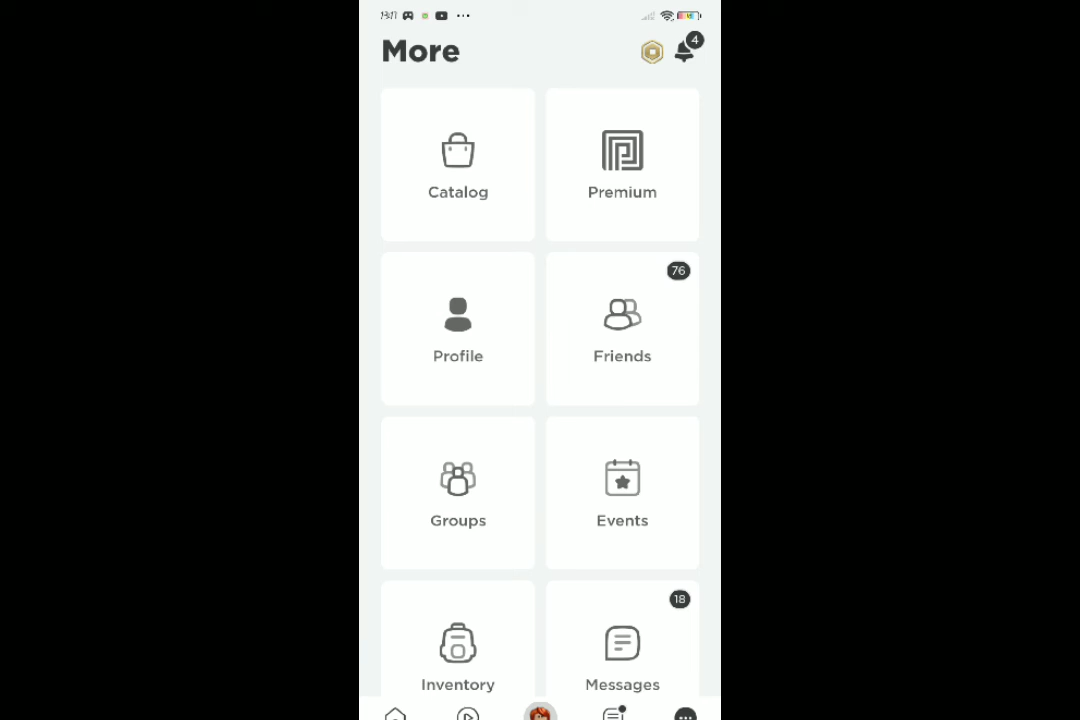 More
4
Catalog
Premium
76
Profile
Friends
Groups
Events
18
Inventory
Messages